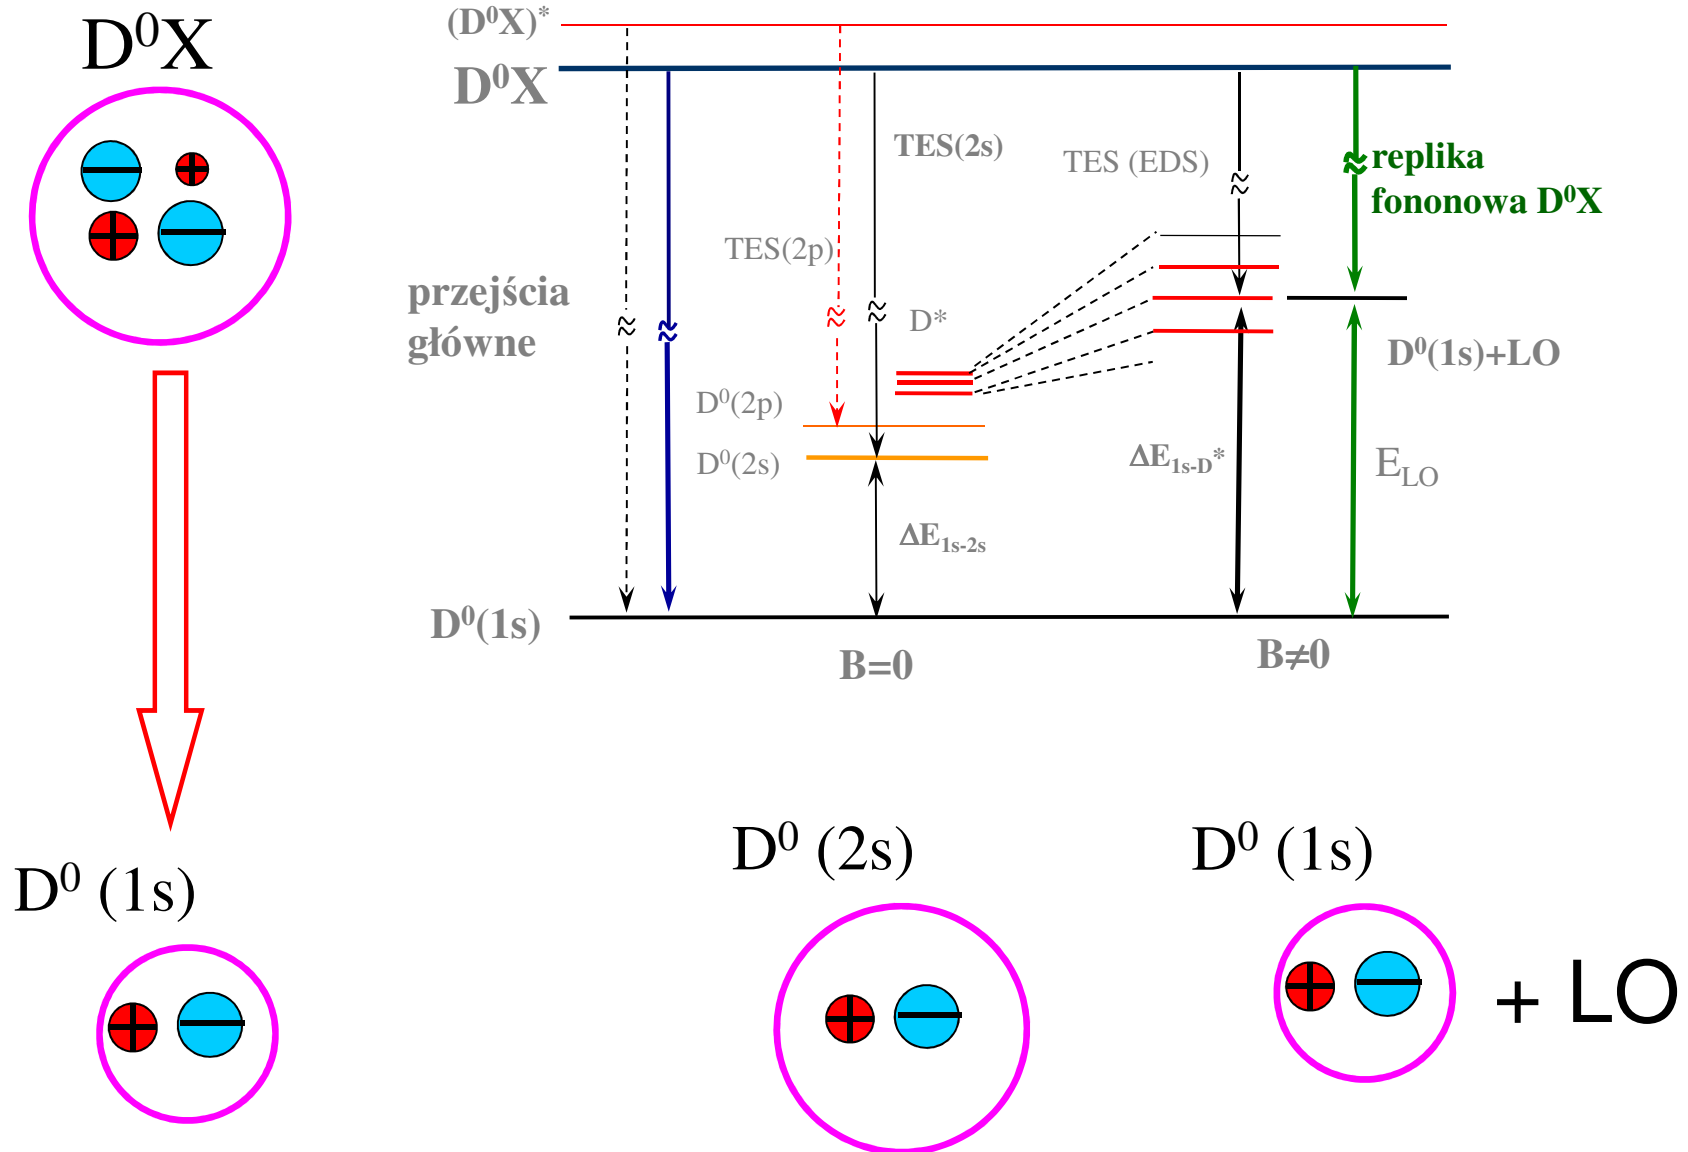 D⁰X
(D⁰X)*
D⁰X
TES(2s)
TES (EDS)
replika
fononowa D⁰X
TES(2p)
przejścia
główne
D*
D⁰(1s)+LO
D⁰(2p)
D⁰(2s)
ΔE1s-D*
ELO
ΔE1s-2s
D⁰(1s)
B=0
B≠0
D⁰ (1s)
D⁰ (2s)
D⁰ (1s)
+ LO